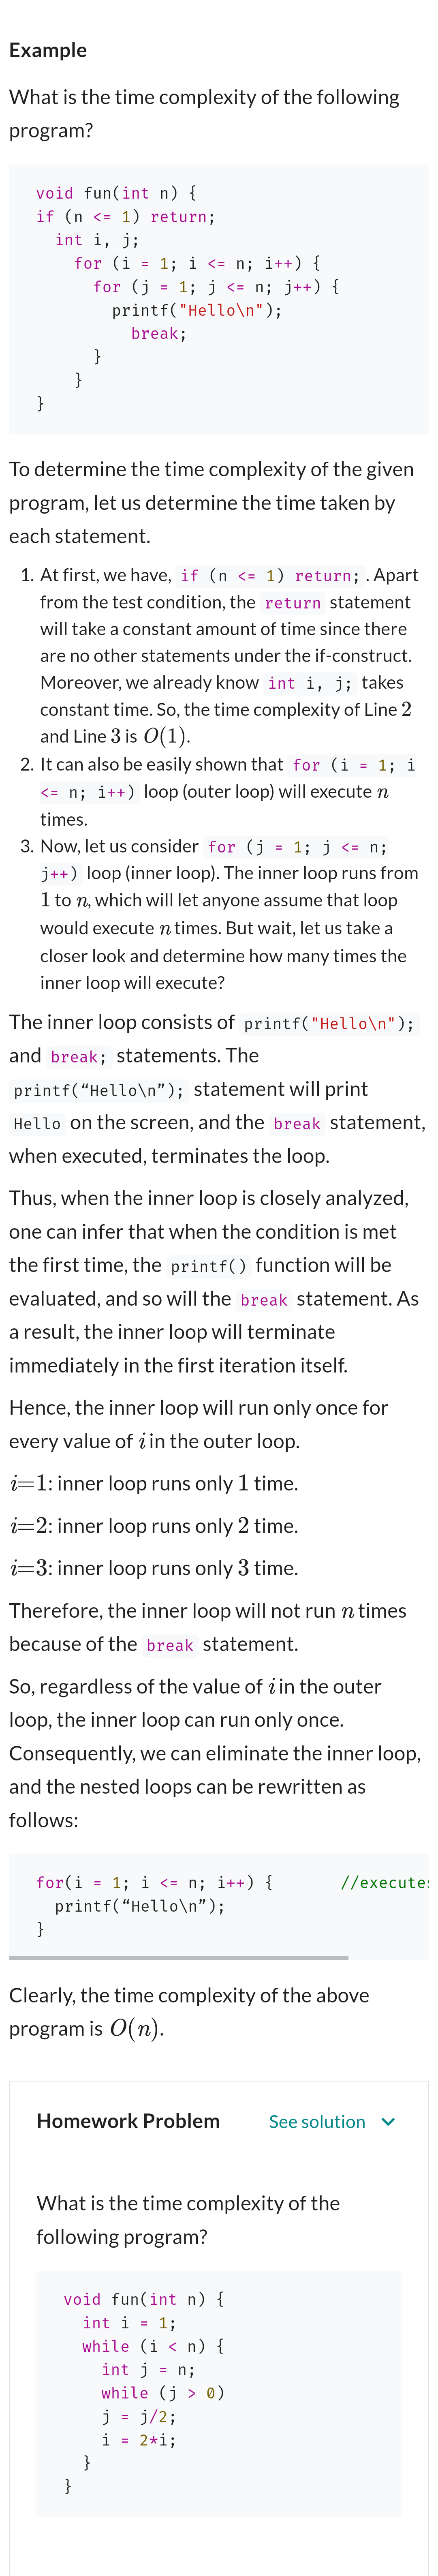 Example
What is the time complexity of the following
program?
void fun(int n) {
if (n <= 1) return;
  int i, j;
    for (i = 1; i <= n; i++) {
      for (j = 1; j <= n; j++) {
        printf("Hello\n");
          break;
      }
    }
}
To determine the time complexity of the given
program, let us determine the time taken by
each statement.
1. At first, we have, if (n <= 1) return; . Apart
from the test condition, the return statement
will take a constant amount of time since there
are no other statements under the if-construct.
Moreover, we already know int i, j; takes
constant time. So, the time complexity of Line 2
and Line 3 is O(1).
2. It can also be easily shown that for (i = 1; i
<= n; i++) loop (outer loop) will execute n
times.
3. Now, let us consider for (j = 1; j <= n;
j++) loop (inner loop). The inner loop runs from
1 to n, which will let anyone assume that loop
would execute n times. But wait, let us take a
closer look and determine how many times the
inner loop will execute?
The inner loop consists of printf("Hello\n");
and break; statements. The
printf(“Hello\n”); statement will print
Hello on the screen, and the break statement,
when executed, terminates the loop.
Thus, when the inner loop is closely analyzed,
one can infer that when the condition is met
the first time, the printf() function will be
evaluated, and so will the break statement. As
a result, the inner loop will terminate
immediately in the first iteration itself.
Hence, the inner loop will run only once for
every value of i in the outer loop.
i=1: inner loop runs only 1 time.
i=2: inner loop runs only 2 time.
i=3: inner loop runs only 3 time.
Therefore, the inner loop will not run n times
because of the break statement.
So, regardless of the value of i in the outer
loop, the inner loop can run only once.
Consequently, we can eliminate the inner loop,
and the nested loops can be rewritten as
follows:
for(i = 1; i <= n; i++) {       //executes
  printf(“Hello\n”);
}
Clearly, the time complexity of the above
program is O(n).
Homework Problem See solution
What is the time complexity of the
following program?
void fun(int n) {
  int i = 1;
  while (i < n) {
    int j = n;
    while (j > 0)
    j = j/2;
    i = 2*i;
  }
}